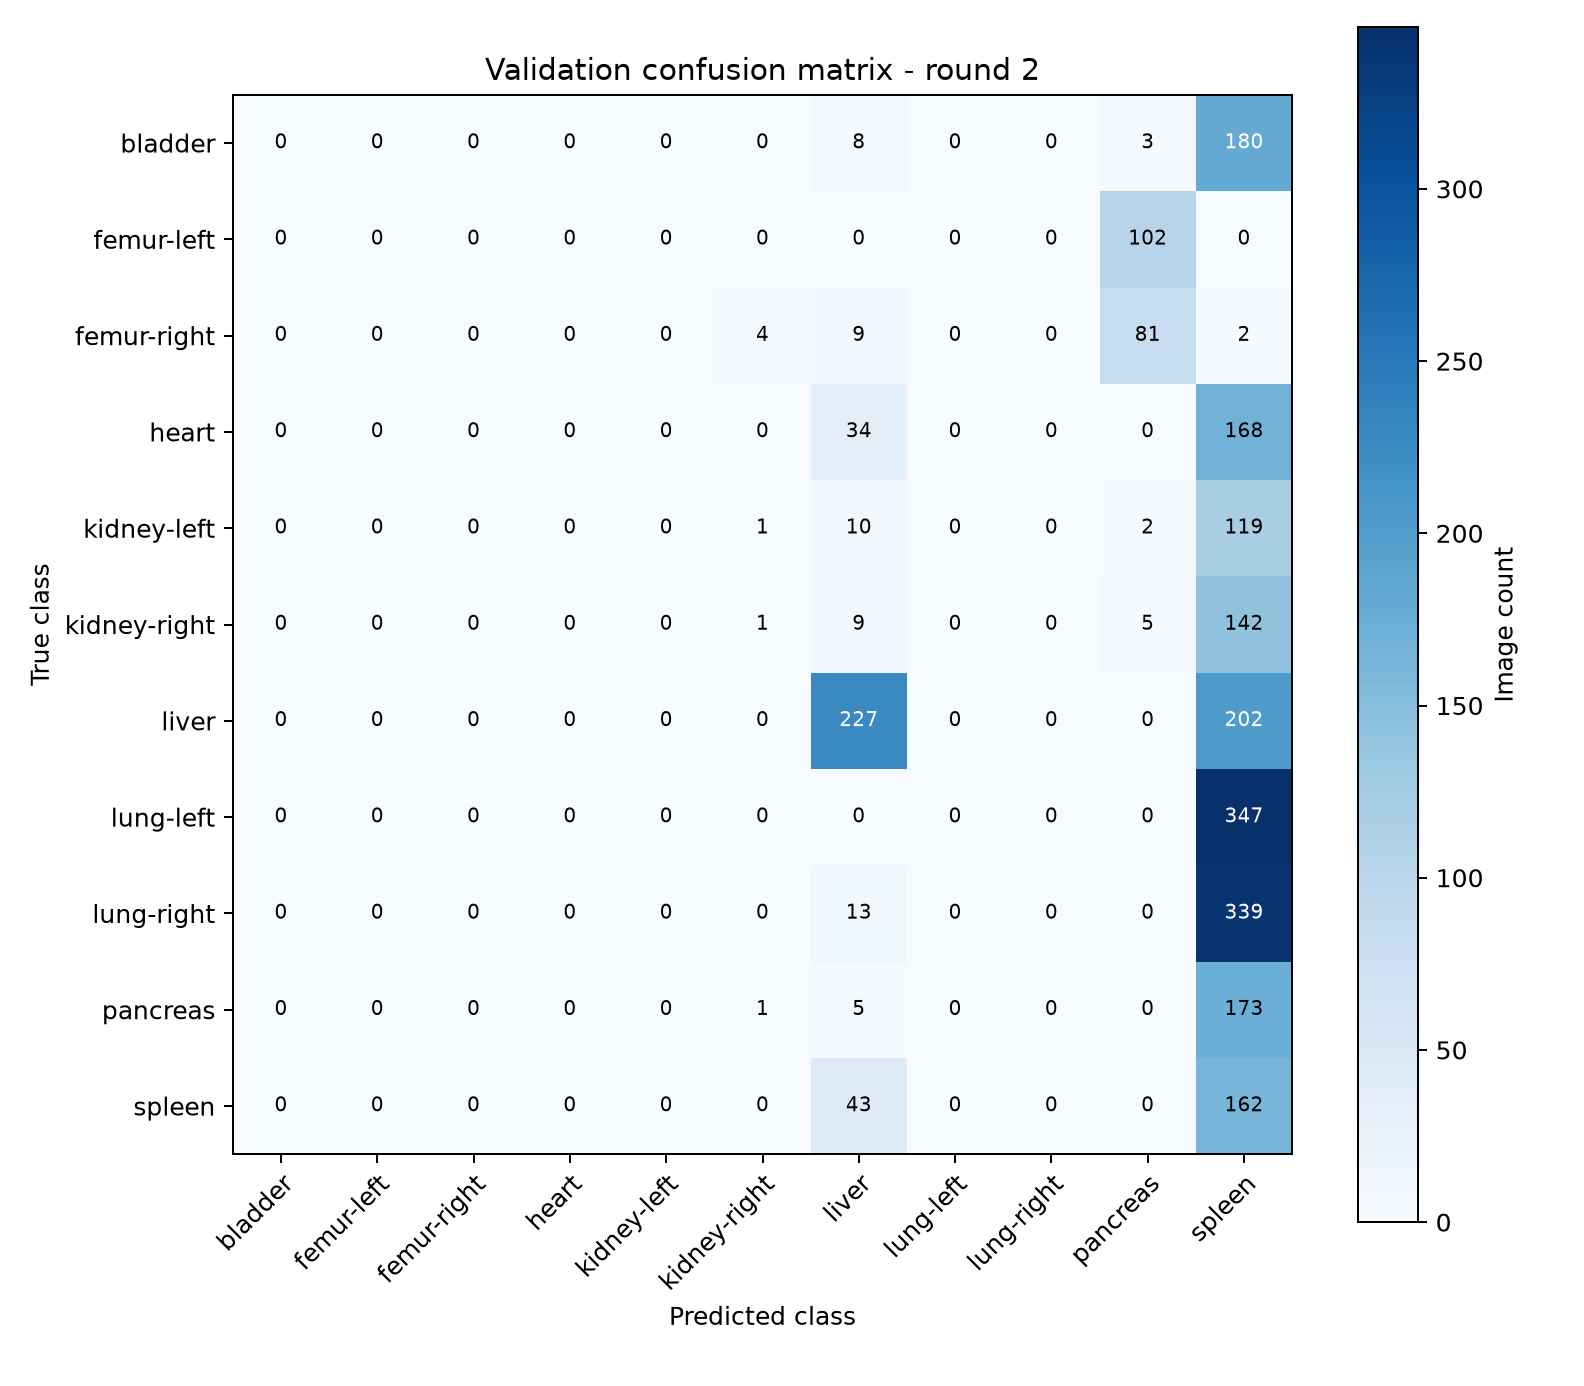 Validation confusion matrix - round 2
bladder 0 0 0 0 0 0 8 0 0 3 180
femur-left 0 0 0 0 0 0 0 0 0 102 0
femur-right 0 0 0 0 0 4 9 0 0 81 2
heart 0 0 0 0 0 0 34 0 0 0 168
kidney-left 0 0 0 0 0 1 10 0 0 2 119
kidney-right 0 0 0 0 0 1 9 0 0 5 142
liver 0 0 0 0 0 0 227 0 0 0 202
lung-left 0 0 0 0 0 0 0 0 0 0 347
lung-right 0 0 0 0 0 0 13 0 0 0 339
pancreas 0 0 0 0 0 1 5 0 0 0 173
spleen 0 0 0 0 0 0 43 0 0 0 162
True class
bladder femur-left femur-right heart kidney-left kidney-right liver lung-left lung-right pancreas spleen
Predicted class
300
250
200
150
100
50
0
Image count